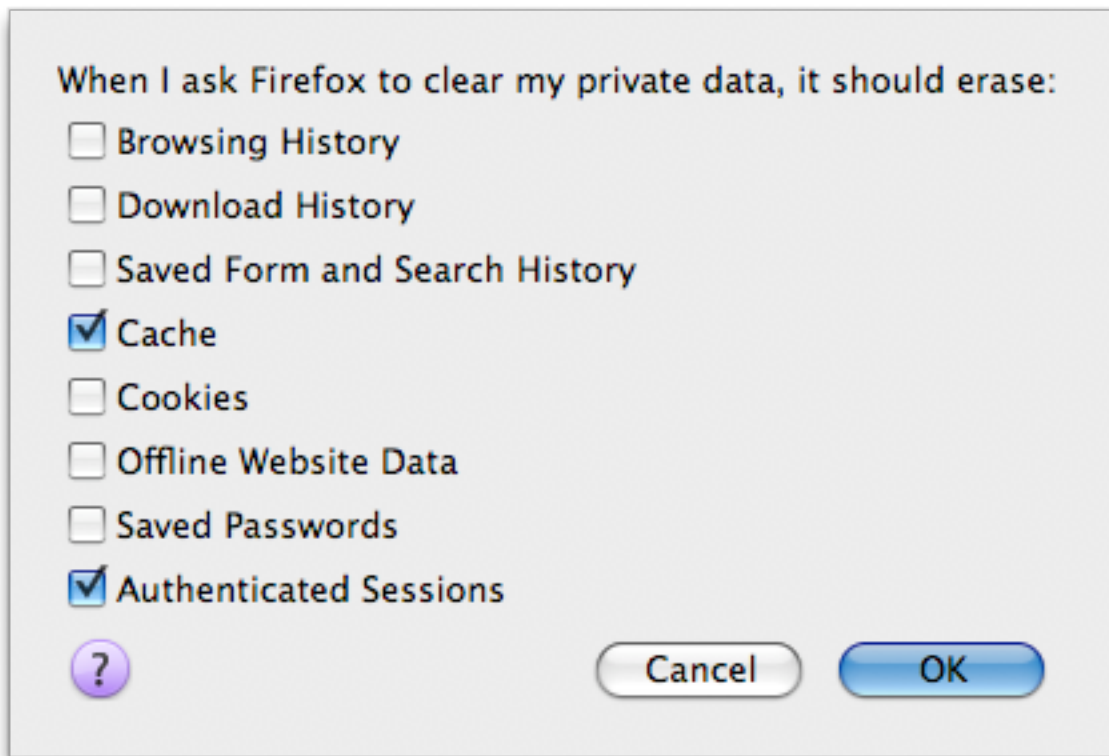 When I ask Firefox to clear my private data, it should erase:
Browsing History
Download History
Saved Form and Search History
Cache
Cookies
Offline Website Data
Saved Passwords
Authenticated Sessions
? Cancel OK